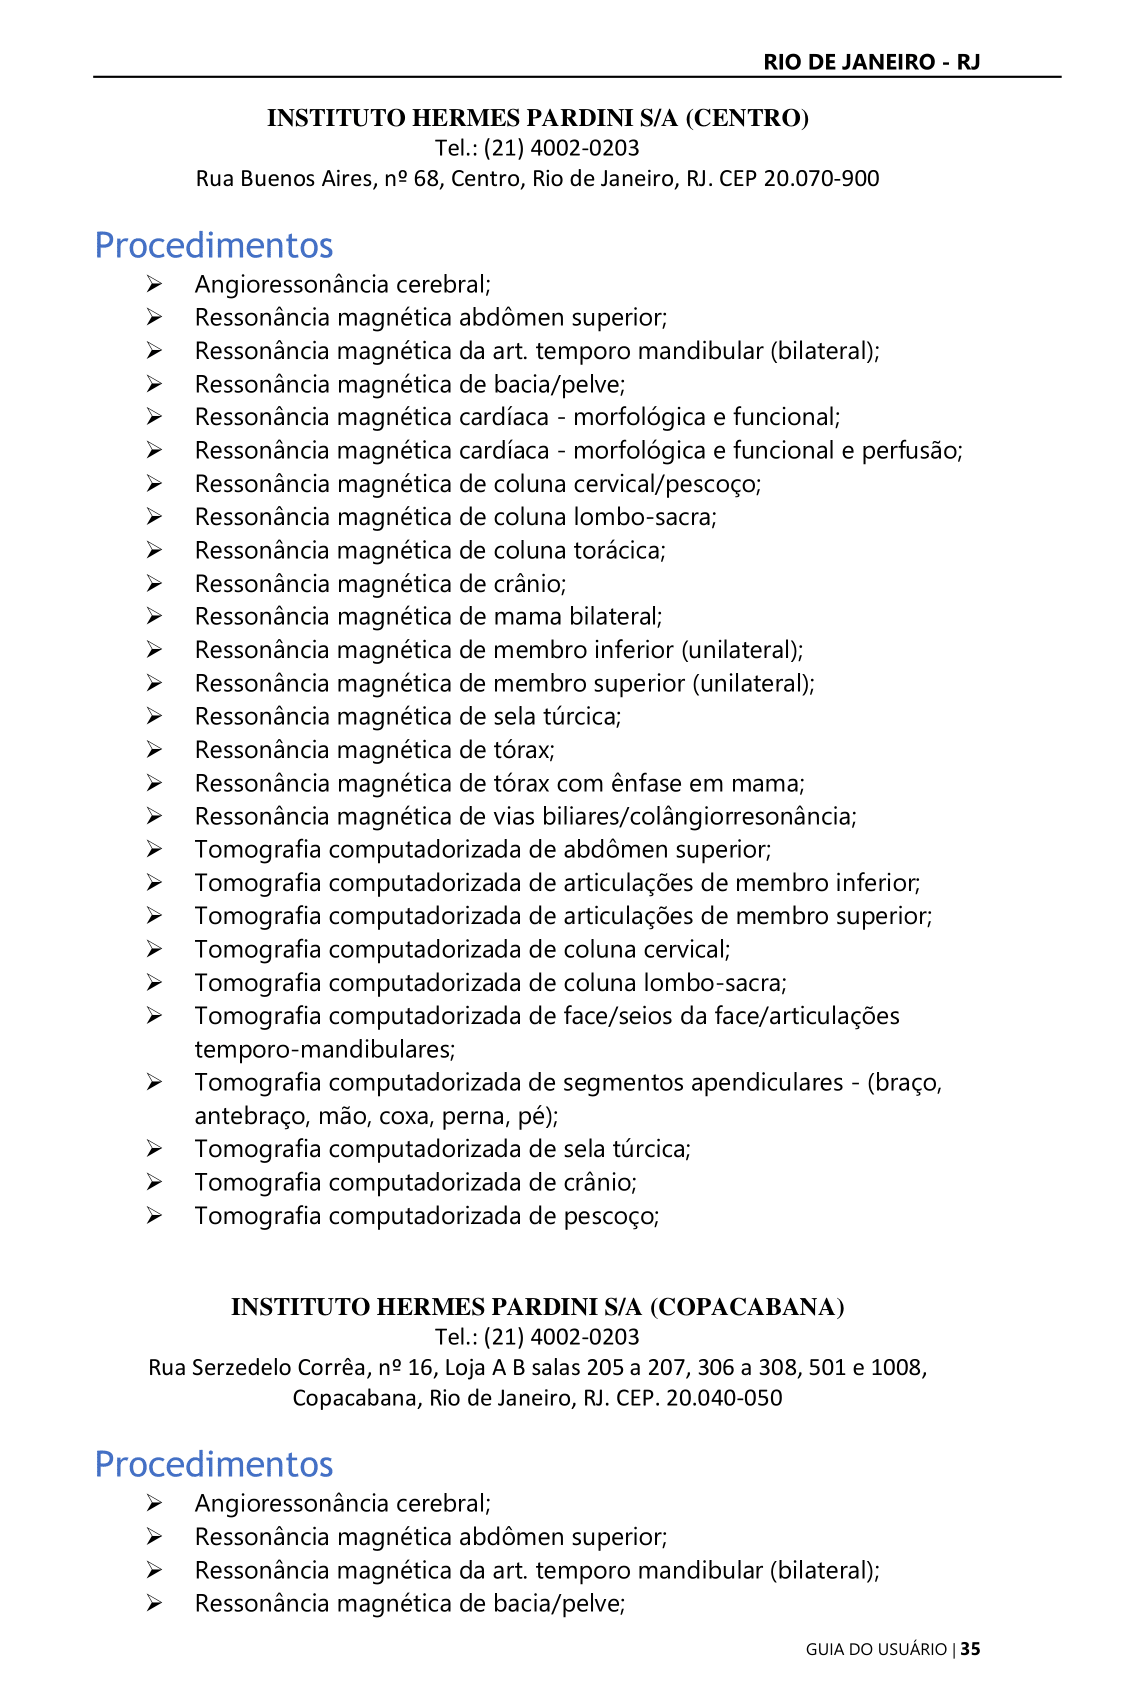 RIO DE JANEIRO - RJ
INSTITUTO HERMES PARDINI S/A (CENTRO)
Tel.: (21) 4002-0203
Rua Buenos Aires, nº 68, Centro, Rio de Janeiro, RJ. CEP 20.070-900
Procedimentos
➢ Angioressonância cerebral;
➢ Ressonância magnética abdômen superior;
➢ Ressonância magnética da art. temporo mandibular (bilateral);
➢ Ressonância magnética de bacia/pelve;
➢ Ressonância magnética cardíaca - morfológica e funcional;
➢ Ressonância magnética cardíaca - morfológica e funcional e perfusão;
➢ Ressonância magnética de coluna cervical/pescoço;
➢ Ressonância magnética de coluna lombo-sacra;
➢ Ressonância magnética de coluna torácica;
➢ Ressonância magnética de crânio;
➢ Ressonância magnética de mama bilateral;
➢ Ressonância magnética de membro inferior (unilateral);
➢ Ressonância magnética de membro superior (unilateral);
➢ Ressonância magnética de sela túrcica;
➢ Ressonância magnética de tórax;
➢ Ressonância magnética de tórax com ênfase em mama;
➢ Ressonância magnética de vias biliares/colângiorresonância;
➢ Tomografia computadorizada de abdômen superior;
➢ Tomografia computadorizada de articulações de membro inferior;
➢ Tomografia computadorizada de articulações de membro superior;
➢ Tomografia computadorizada de coluna cervical;
➢ Tomografia computadorizada de coluna lombo-sacra;
➢ Tomografia computadorizada de face/seios da face/articulações
temporo-mandibulares;
➢ Tomografia computadorizada de segmentos apendiculares - (braço,
antebraço, mão, coxa, perna, pé);
➢ Tomografia computadorizada de sela túrcica;
➢ Tomografia computadorizada de crânio;
➢ Tomografia computadorizada de pescoço;
INSTITUTO HERMES PARDINI S/A (COPACABANA)
Tel.: (21) 4002-0203
Rua Serzedelo Corrêa, nº 16, Loja A B salas 205 a 207, 306 a 308, 501 e 1008,
Copacabana, Rio de Janeiro, RJ. CEP. 20.040-050
Procedimentos
➢ Angioressonância cerebral;
➢ Ressonância magnética abdômen superior;
➢ Ressonância magnética da art. temporo mandibular (bilateral);
➢ Ressonância magnética de bacia/pelve;
GUIA DO USUÁRIO | 35